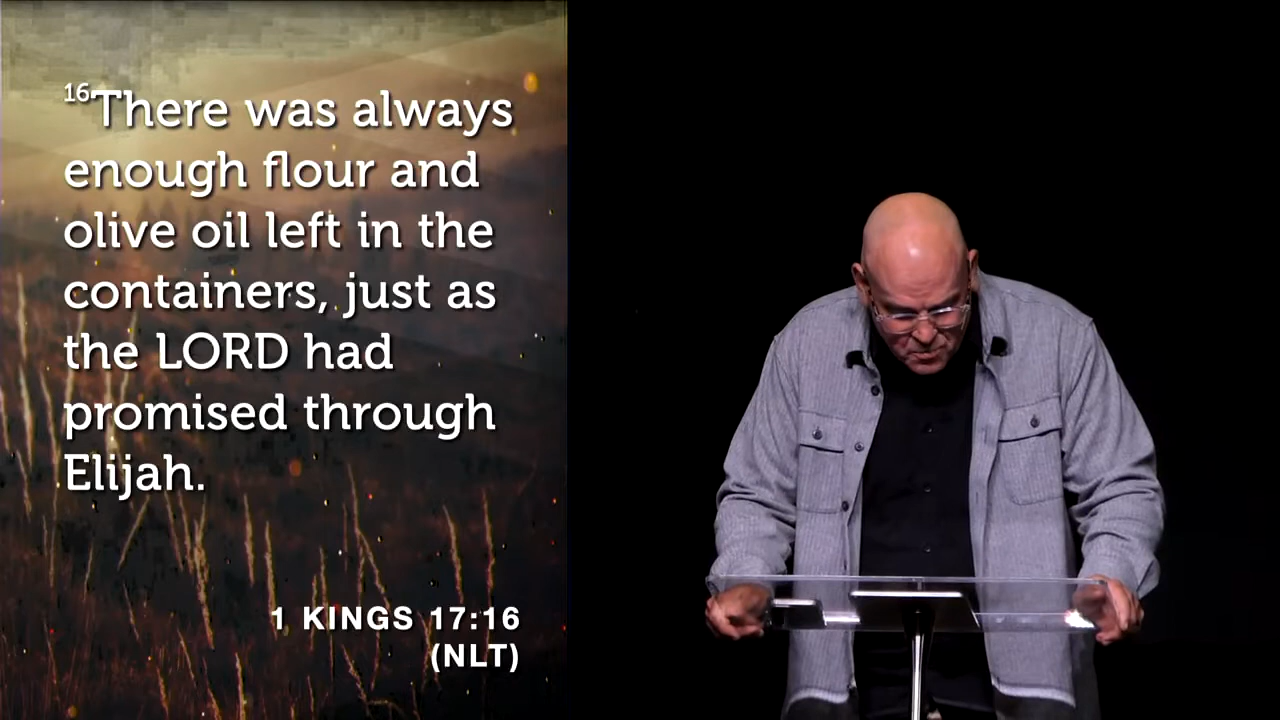 16There was always
enough flour and
olive oil left in the
containers, just as
the LORD had
promised through
Elijah.
1 KINGS 17:16
(NLT)